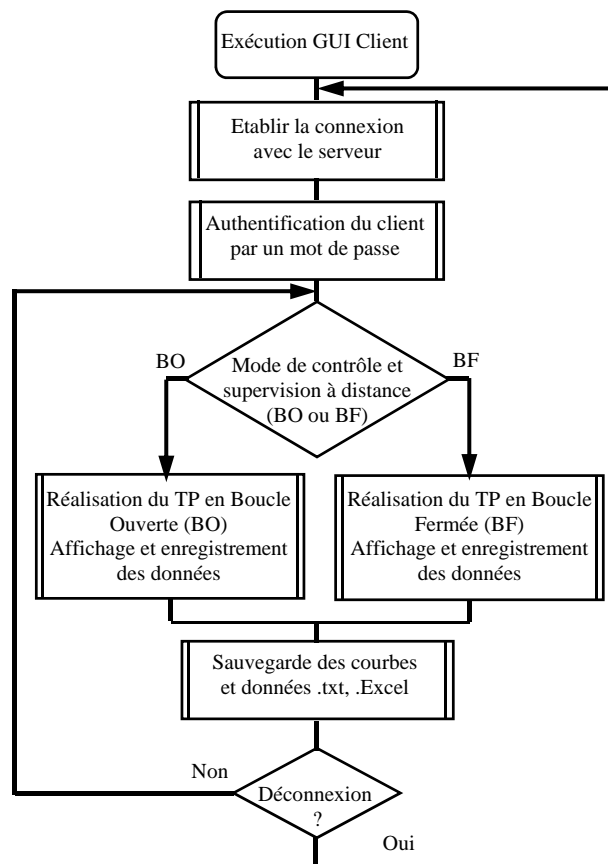 Exécution GUI Client
Etablir la connexion
avec le serveur
Authentification du client
par un mot de passe
BO
BF
Mode de contrôle et
supervision à distance
(BO ou BF)
Réalisation du TP en Boucle
Ouverte (BO)
Affichage et enregistrement
des données
Réalisation du TP en Boucle
Fermée (BF)
Affichage et enregistrement
des données
Sauvegarde des courbes
et données .txt, .Excel
Non
Déconnexion
?
Oui